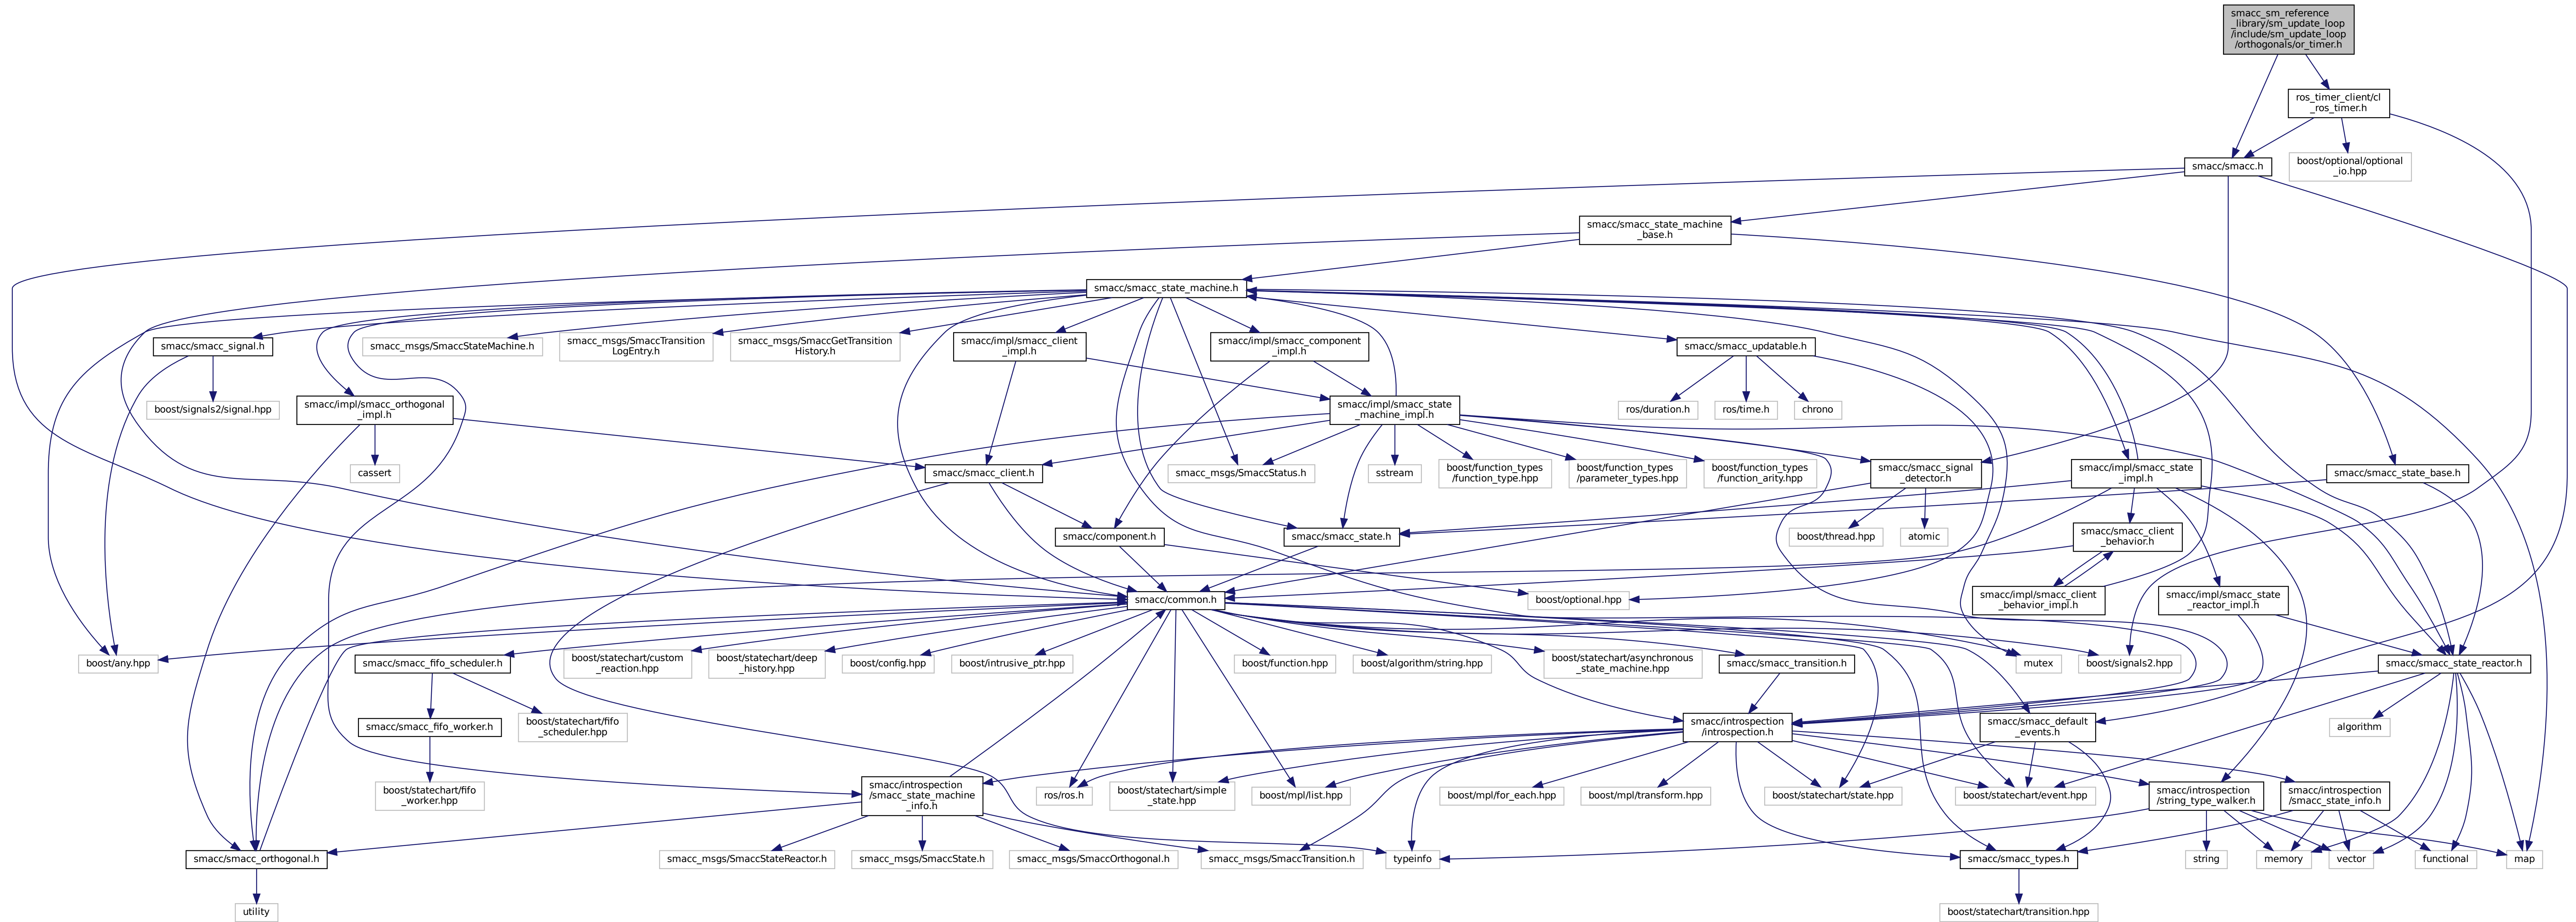 smacc_sm_reference
_library/sm_update_loop
/include/sm_update_loop
/orthogonals/or_timer.h
ros_timer_client/cl
_ros_timer.h
boost/optional/optional
_io.hpp
smacc/smacc.h
smacc/smacc_state_machine
_base.h
smacc/smacc_state_machine.h
smacc/smacc_signal.h
smacc_msgs/SmaccStateMachine.h
smacc_msgs/SmaccTransition
LogEntry.h
smacc_msgs/SmaccGetTransition
History.h
smacc/impl/smacc_client
_impl.h
smacc/impl/smacc_component
_impl.h
smacc/smacc_updatable.h
boost/signals2/signal.hpp
smacc/impl/smacc_orthogonal
_impl.h
smacc/impl/smacc_state
_machine_impl.h
ros/duration.h
ros/time.h
chrono
cassert
smacc/smacc_client.h
smacc_msgs/SmaccStatus.h
sstream
boost/function_types
/function_type.hpp
boost/function_types
/parameter_types.hpp
boost/function_types
/function_arity.hpp
smacc/smacc_signal
_detector.h
smacc/impl/smacc_state
_impl.h
smacc/smacc_state_base.h
smacc/component.h
smacc/smacc_state.h
boost/thread.hpp
atomic
smacc/smacc_client
_behavior.h
smacc/common.h
boost/optional.hpp
smacc/impl/smacc_client
_behavior_impl.h
smacc/impl/smacc_state
_reactor_impl.h
boost/any.hpp
smacc/smacc_fifo_scheduler.h
boost/statechart/custom
_reaction.hpp
boost/statechart/deep
_history.hpp
boost/config.hpp
boost/intrusive_ptr.hpp
boost/function.hpp
boost/algorithm/string.hpp
boost/statechart/asynchronous
_state_machine.hpp
smacc/smacc_transition.h
mutex
boost/signals2.hpp
smacc/smacc_state_reactor.h
smacc/smacc_fifo_worker.h
boost/statechart/fifo
_scheduler.hpp
smacc/introspection
/introspection.h
smacc/smacc_default
_events.h
algorithm
boost/statechart/fifo
_worker.hpp
smacc/introspection
/smacc_state_machine
_info.h
ros/ros.h
boost/statechart/simple
_state.hpp
boost/mpl/list.hpp
boost/mpl/for_each.hpp
boost/mpl/transform.hpp
boost/statechart/state.hpp
boost/statechart/event.hpp
smacc/introspection
/string_type_walker.h
smacc/introspection
/smacc_state_info.h
smacc/smacc_orthogonal.h
smacc_msgs/SmaccStateReactor.h
smacc_msgs/SmaccState.h
smacc_msgs/SmaccOrthogonal.h
smacc_msgs/SmaccTransition.h
typeinfo
smacc/smacc_types.h
string
memory
vector
functional
map
utility
boost/statechart/transition.hpp